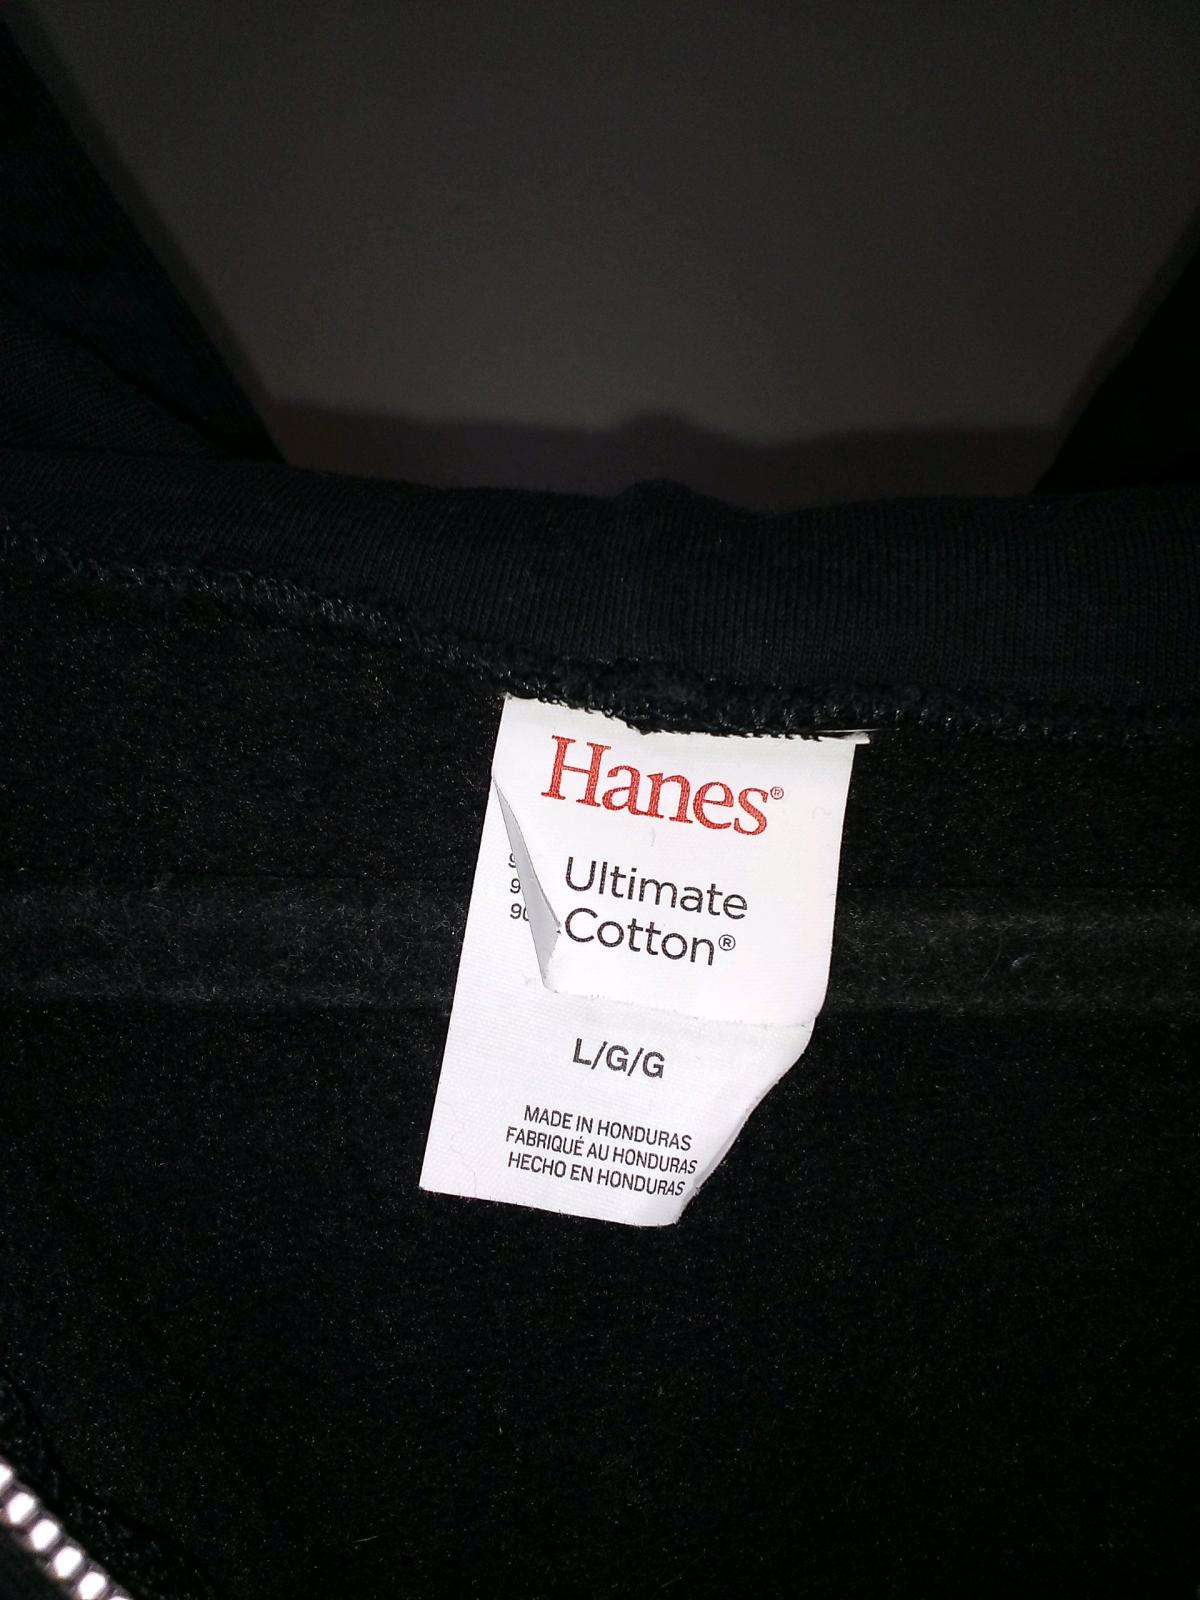 Hanes®
Ultimate
Cotton®
L/G/G
MADE IN HONDURAS
FABRIQUÉ AU HONDURAS
HECHO EN HONDURAS